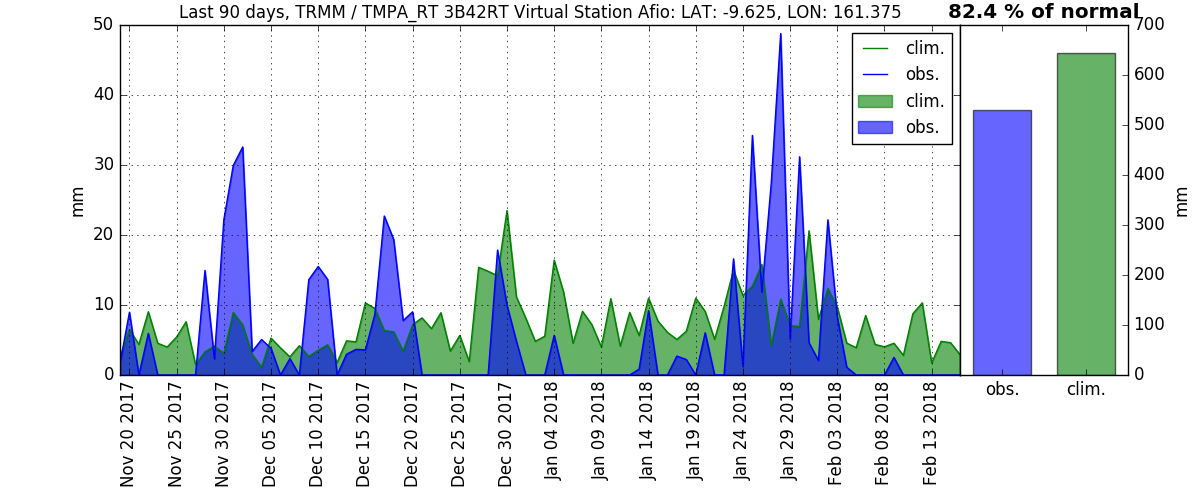 Last 90 days, TRMM / TMPA_RT 3B42RT Virtual Station Afio: LAT: -9.625, LON: 161.375
82.4 % of normal
50
40
30
20
10
0
mm
clim.
obs.
clim.
obs.
700
600
500
400
300
200
100
0
mm
obs.
clim.
Nov 20 2017
Nov 25 2017
Nov 30 2017
Dec 05 2017
Dec 10 2017
Dec 15 2017
Dec 20 2017
Dec 25 2017
Dec 30 2017
Jan 04 2018
Jan 09 2018
Jan 14 2018
Jan 19 2018
Jan 24 2018
Jan 29 2018
Feb 03 2018
Feb 08 2018
Feb 13 2018